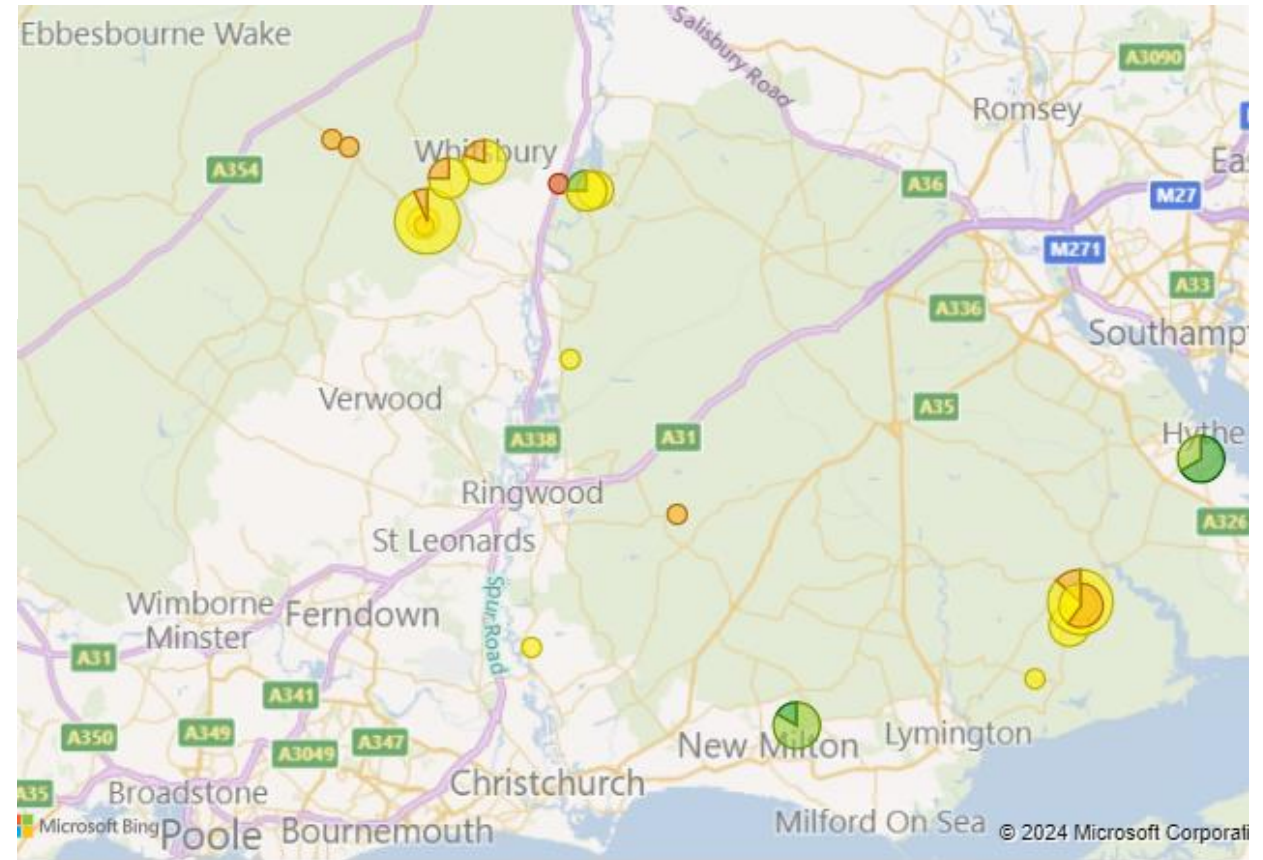 Ebbesbourne Wake
Salisbury Road
A3090
Romsey
Whitsbury
A354
A36
M27
M271
A33
A336
Southamp
Verwood
A35
A338
A31
Hythe
Ringwood
A326
St Leonards
Spur Road
Wimborne
Minster
Ferndown
A31
A341
A350
A349
A3049
A347
New Milton
Lymington
Christchurch
A35
Broadstone
Microsoft Bing
Poole
Bournemouth
Milford On Sea
© 2024 Microsoft Corporati